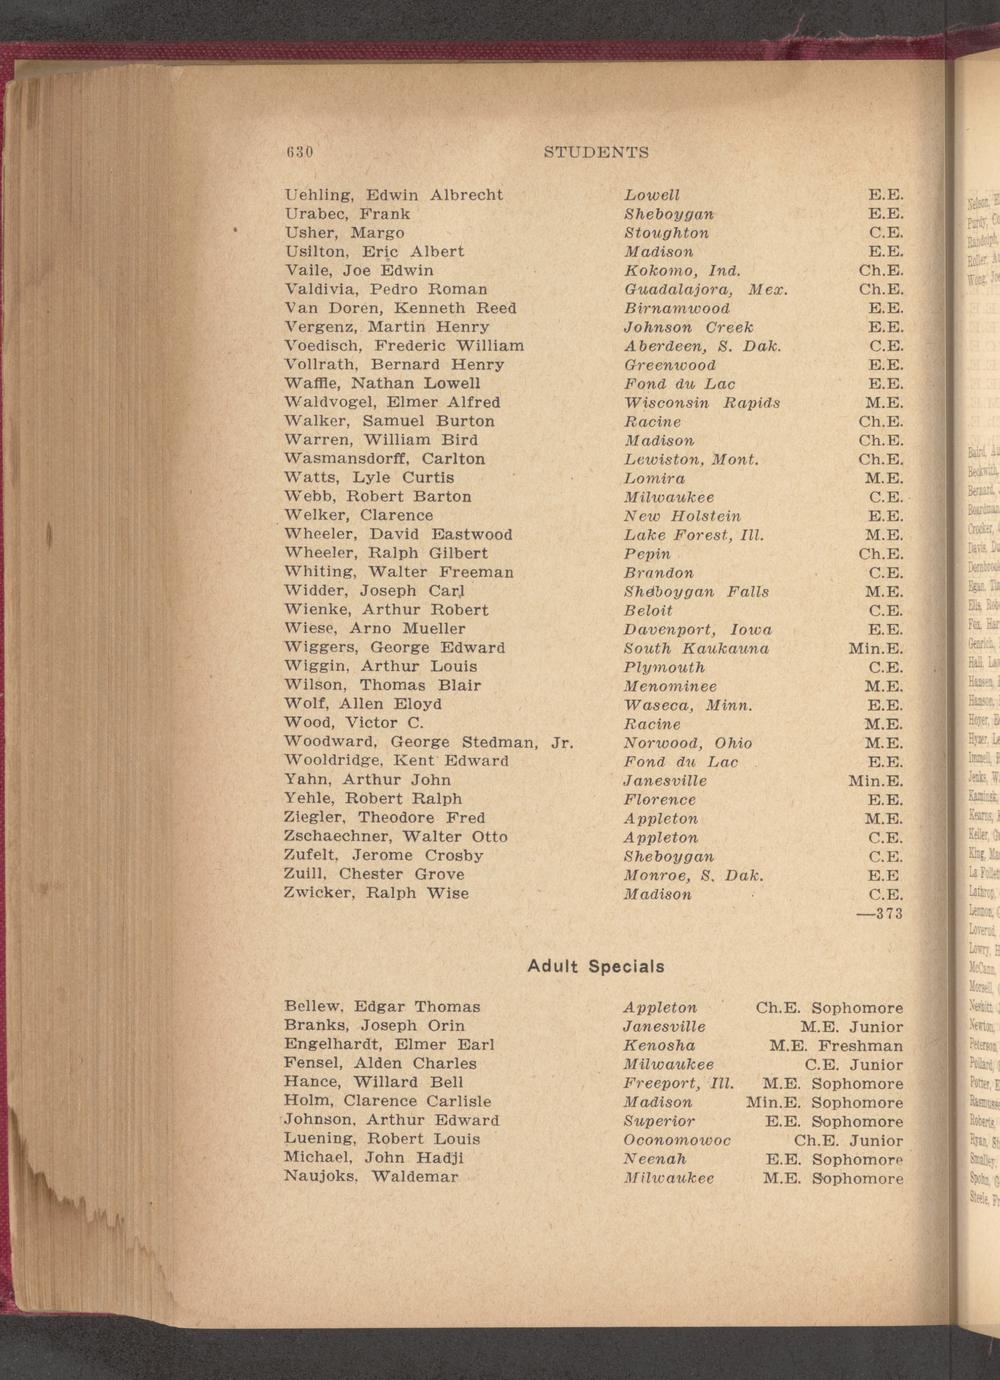 630 STUDENTS
Uehling, Edwin Albrecht Lowell E.E.
Urabec, Frank Sheboygan E.E.
Usher, Margo Stoughton C.E.
Usilton, Eric Albert Madison E.E.
Vaile, Joe Edwin Kokomo, Ind. Ch.E.
Valdivia, Pedro Roman Guadalajora, Mex. Ch.E.
Van Doren, Kenneth Reed Birnamwood E.E.
Vergenz, Martin Henry Johnson Creek E.E.
Voedisch, Frederic William Aberdeen, S. Dak. C.E.
Vollrath, Bernard Henry Greenwood E.E.
Waffle, Nathan Lowell Fond du Lac E.E.
Waldvogel, Elmer Alfred Wisconsin Rapids M.E.
Walker, Samuel Burton Racine Ch.E.
Warren, William Bird Madison Ch.E.
Wasmansdorff, Carlton Lewiston, Mont. Ch.E.
Watts, Lyle Curtis Lomira M.E.
Webb, Robert Barton Milwaukee C.E.
Welker, Clarence New Holstein E.E.
Wheeler, David Eastwood Lake Forest, Ill. M.E.
Wheeler, Ralph Gilbert Pepin Ch.E.
Whiting, Walter Freeman Brandon C.E.
Widder, Joseph Carl Sheboygan Falls M.E.
Wienke, Arthur Robert Beloit C.E.
Wiese, Arno Mueller Davenport, Iowa E.E.
Wiggers, George Edward South Kaukauna Min.E.
Wiggin, Arthur Louis Plymouth C.E.
Wilson, Thomas Blair Menominee M.E.
Wolf, Allen Eloyd Waseca, Minn. E.E.
Wood, Victor C. Racine M.E.
Woodward, George Stedman, Jr. Norwood, Ohio M.E.
Wooldridge, Kent Edward Fond du Lac E.E.
Yahn, Arthur John Janesville Min.E.
Yehle, Robert Ralph Florence E.E.
Ziegler, Theodore Fred Appleton M.E.
Zschaechner, Walter Otto Appleton C.E.
Zufelt, Jerome Crosby Sheboygan C.E.
Zuill, Chester Grove Monroe, S. Dak. E.E
Zwicker, Ralph Wise Madison C.E.
—373
Adult Specials
Bellew, Edgar Thomas Appleton Ch.E. Sophomore
Branks, Joseph Orin Janesville M.E. Junior
Engelhardt, Elmer Earl Kenosha M.E. Freshman
Fensel, Alden Charles Milwaukee C.E. Junior
Hance, Willard Bell Freeport, Ill. M.E. Sophomore
Holm, Clarence Carlisle Madison Min.E. Sophomore
Johnson, Arthur Edward Superior E.E. Sophomore
Luening, Robert Louis Oconomowoc Ch.E. Junior
Michael, John Hadji Neenah E.E. Sophomore
Naujoks, Waldemar Milwaukee M.E. Sophomore